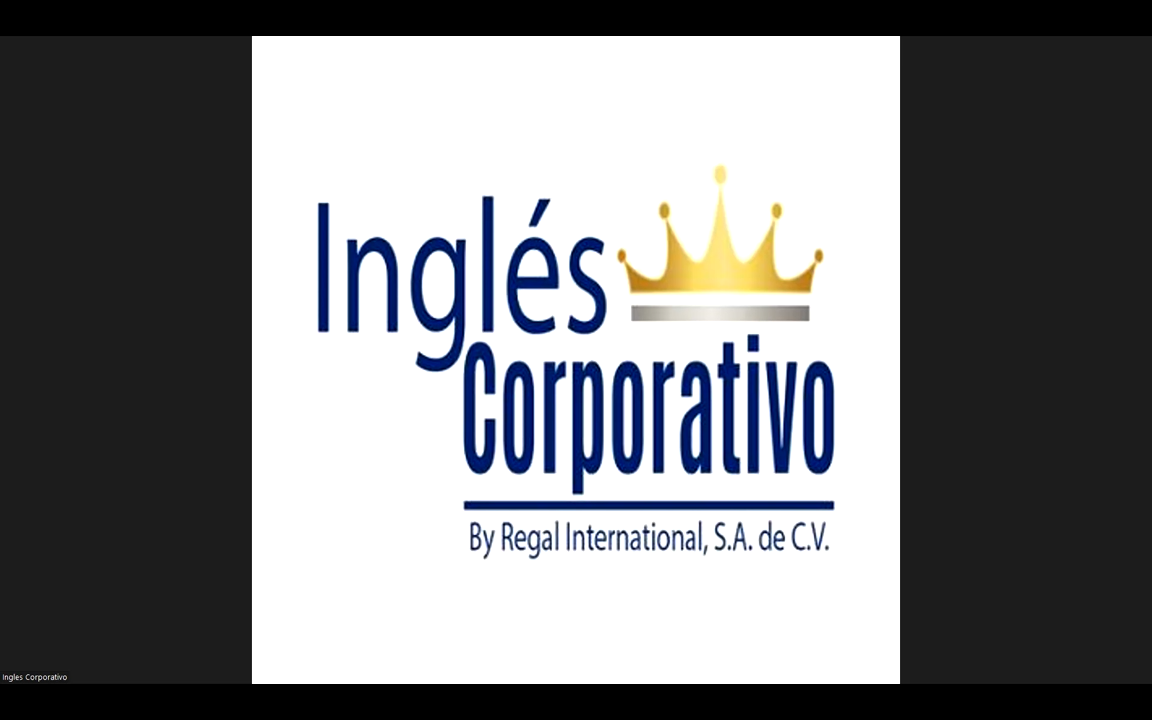 Inglés
Corporativo
By Regal International, S.A. de C.V.
Ingles Corporativo